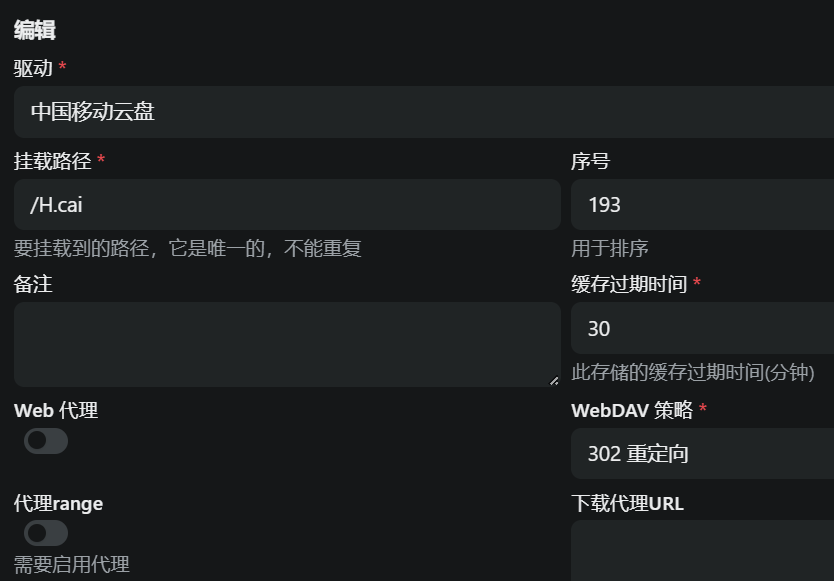 编辑
驱动 *
中国移动云盘
挂载路径 * 序号
/H.cai 193
要挂载到的路径，它是唯一的，不能重复 用于排序
备注 缓存过期时间 *
30
此存储的缓存过期时间(分钟)
Web 代理 WebDAV 策略 *
302 重定向
代理range 下载代理URL
需要启用代理